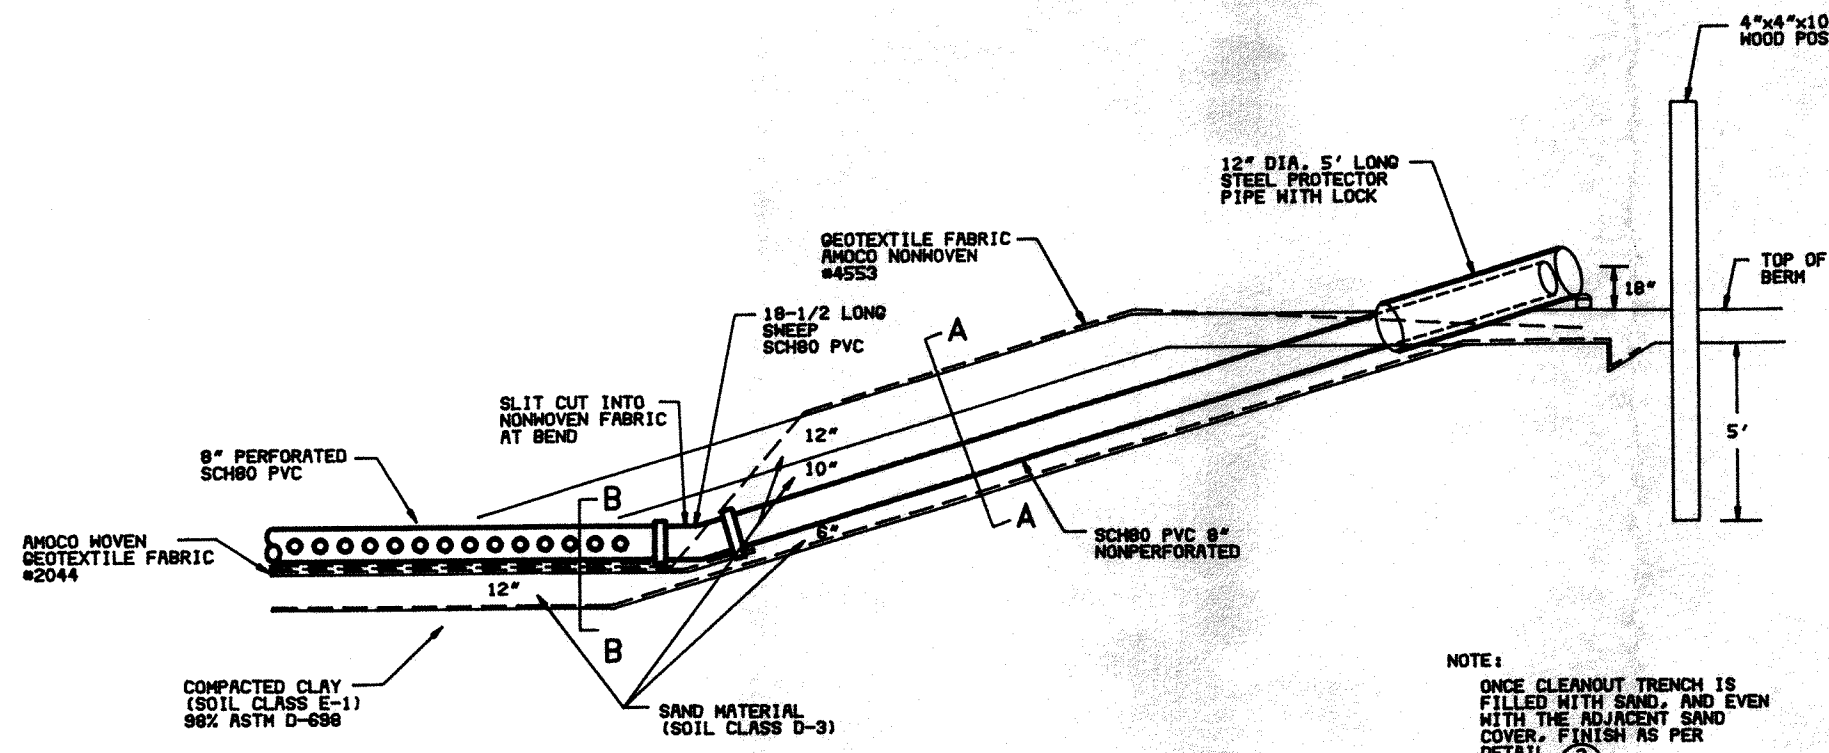 4"x4"x10
WOOD POS
12" DIA. 5' LONG
STEEL PROTECTOR
PIPE WITH LOCK
GEOTEXTILE FABRIC
AMOCO NONWOVEN
#4553
TOP OF
BERM
18"
18-1/2 LONG
SWEEP
SCH80 PVC
A
SLIT CUT INTO
NONWOVEN FABRIC
AT BEND
12"
5'
8" PERFORATED
SCH80 PVC
10"
B
A
6"
SCH80 PVC 8"
NONPERFORATED
AMOCO WOVEN
GEOTEXTILE FABRIC
#2044
12"
B
COMPACTED CLAY
(SOIL CLASS E-1)
98% ASTM D-698
SAND MATERIAL
(SOIL CLASS D-3)
NOTE:
ONCE CLEANOUT TRENCH IS
FILLED WITH SAND, AND EVEN
WITH THE ADJACENT SAND
COVER, FINISH AS PER
DETAIL